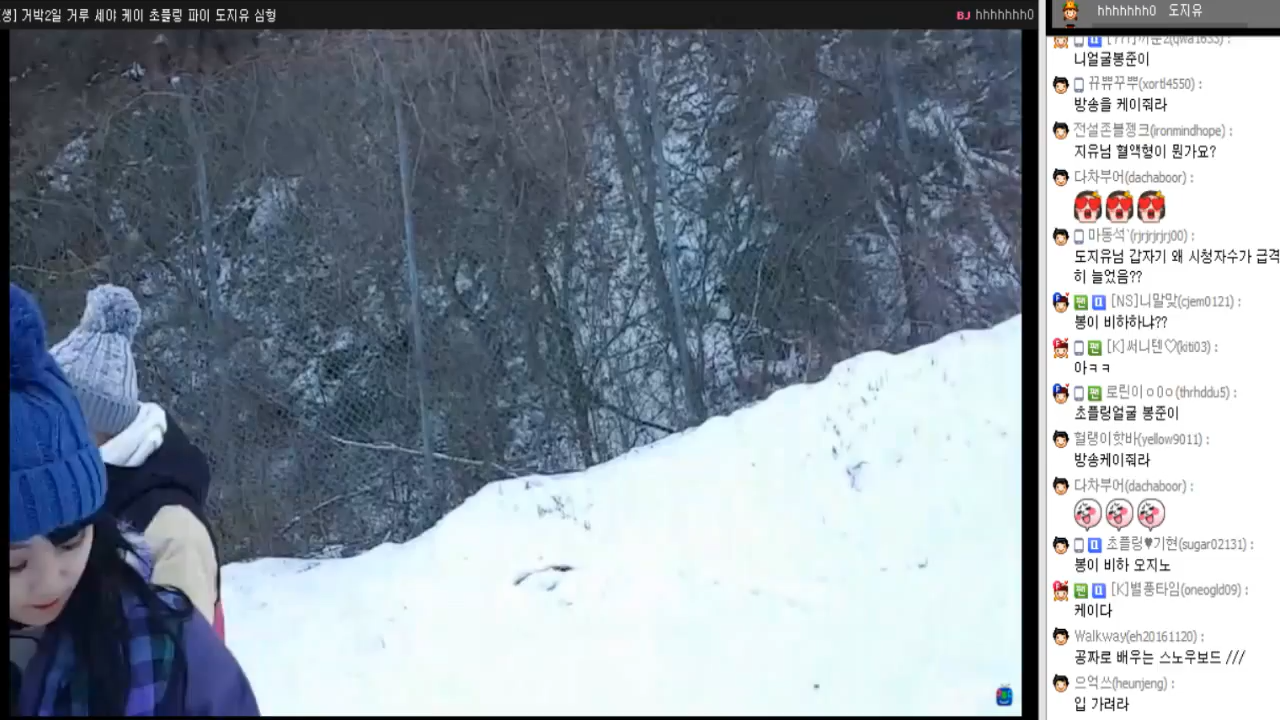 생] 거박2일 거루 세야 케이 초플링 파이 도지유 심형
BJ hhhhhhh0
hhhhhhh0 도지유
니얼굴봉준이
뀨쀼꾸뿌(xortl4550) :
방송을 케이줘라
전설존블쟁크(ironmindhope) :
지유님 혈액형이 뭔가요?
다차부어(dachaboor) :
마동석`(rjrjrjrjrj00) :
도지유님 갑자기 왜 시청자수가 급격
히 늘었음??
팬 [NS]니말맞(cjem0121) :
봉이 비하하냐??
팬 [K]써니텐♡(kiti03) :
아ㅋㅋ
팬 로린이ㅇ0ㅇ(thrhddu5) :
초플링얼굴 봉준이
헐랭이핫바(yellow9011) :
방송케이줘라
다차부어(dachaboor) :
초플링♥기현(sugar02131) :
봉이 비하 오지노
팬 [K]별풍타임(oneogld09) :
케이다
Walkway(eh20161120) :
공짜로 배우는 스노우보드 ///
으억쓰(heunjeng) :
입 가려라